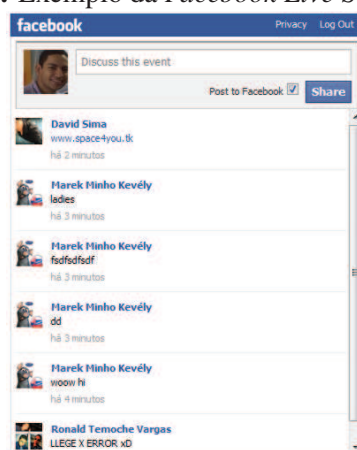 Exemplo da Facebook Live S
facebook
Privacy Log Out
Discuss this event
Post to Facebook
Share
David Sima
www.space4you.tk
há 2 minutos
Marek Minho Kevély
ladies
há 3 minutos
Marek Minho Kevély
fsdfsdfsdf
há 3 minutos
Marek Minho Kevély
dd
há 3 minutos
Marek Minho Kevély
woow hi
há 4 minutos
Ronald Temoche Vargas
LLEGE X ERROR xD